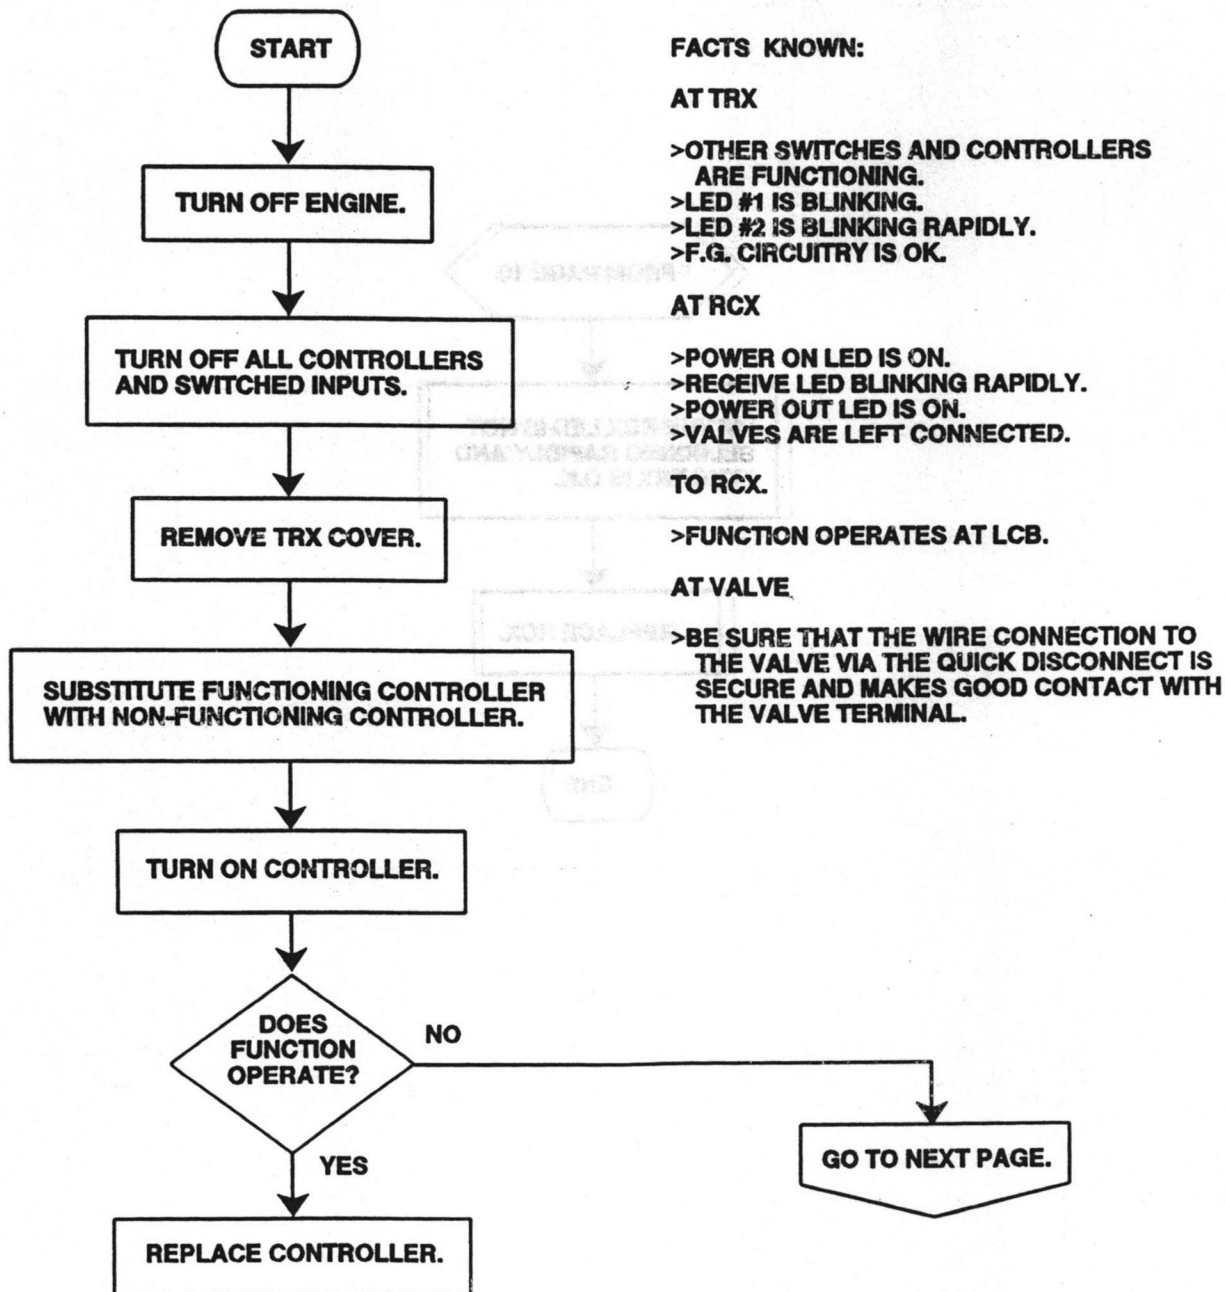 START
TURN OFF ENGINE.
TURN OFF ALL CONTROLLERS
AND SWITCHED INPUTS.
REMOVE TRX COVER.
SUBSTITUTE FUNCTIONING CONTROLLER
WITH NON-FUNCTIONING CONTROLLER.
TURN ON CONTROLLER.
DOES
FUNCTION
OPERATE?
NO
YES
GO TO NEXT PAGE.
REPLACE CONTROLLER.
FACTS KNOWN:
AT TRX
>OTHER SWITCHES AND CONTROLLERS
ARE FUNCTIONING.
>LED #1 IS BLINKING.
>LED #2 IS BLINKING RAPIDLY.
>F.G. CIRCUITRY IS OK.
AT RCX
>POWER ON LED IS ON.
>RECEIVE LED BLINKING RAPIDLY.
>POWER OUT LED IS ON.
>VALVES ARE LEFT CONNECTED.
TO RCX.
>FUNCTION OPERATES AT LCB.
AT VALVE
>BE SURE THAT THE WIRE CONNECTION TO
THE VALVE VIA THE QUICK DISCONNECT IS
SECURE AND MAKES GOOD CONTACT WITH
THE VALVE TERMINAL.